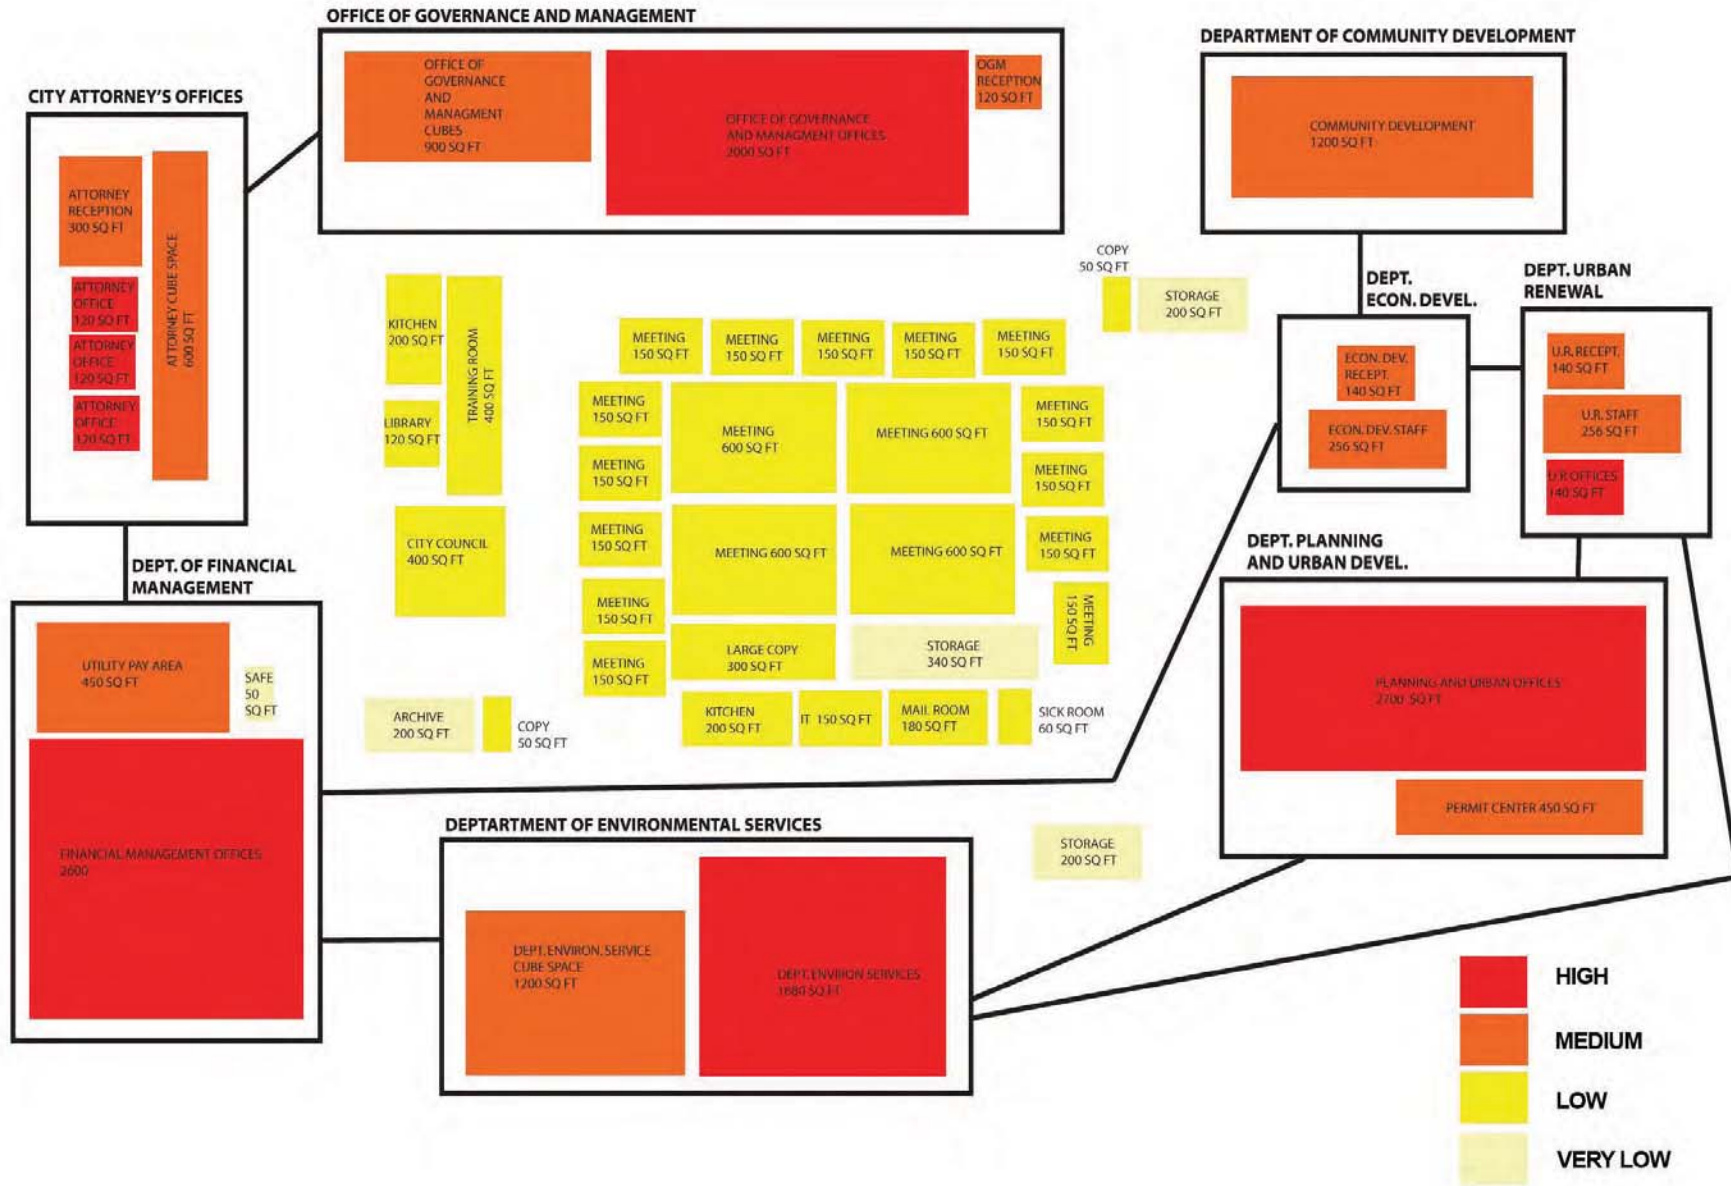 OFFICE OF GOVERNANCE AND MANAGEMENT
OFFICE OF
GOVERNANCE
AND
MANAGMENT
CUBES
900 SQ FT
OFFICE OF GOVERNANCE
AND MANAGMENT OFFICES
2000 SQ FT
OGM
RECEPTION
120 SQ FT
DEPARTMENT OF COMMUNITY DEVELOPMENT
COMMUNITY DEVELOPMENT
1200 SQ FT
CITY ATTORNEY'S OFFICES
ATTORNEY
RECEPTION
300 SQ FT
ATTORNEY
OFFICE
120 SQ FT
ATTORNEY
OFFICE
120 SQ FT
ATTORNEY
OFFICE
120 SQ FT
ATTORNEY CUBE SPACE
600 SQ FT
KITCHEN
200 SQ FT
TRAINING ROOM
400 SQ FT
LIBRARY
120 SQ FT
CITY COUNCIL
400 SQ FT
COPY
50 SQ FT
STORAGE
200 SQ FT
MEETING
150 SQ FT
MEETING
150 SQ FT
MEETING
150 SQ FT
MEETING
150 SQ FT
MEETING
150 SQ FT
MEETING
150 SQ FT
MEETING
600 SQ FT
MEETING 600 SQ FT
MEETING
150 SQ FT
MEETING
150 SQ FT
MEETING
150 SQ FT
MEETING
150 SQ FT
MEETING 600 SQ FT
MEETING 600 SQ FT
MEETING
150 SQ FT
MEETING
150 SQ FT
MEETING
150 SQ FT
MEETING
150 SQ FT
LARGE COPY
300 SQ FT
STORAGE
340 SQ FT
ARCHIVE
200 SQ FT
COPY
50 SQ FT
KITCHEN
200 SQ FT
IT 150 SQ FT
MAIL ROOM
180 SQ FT
SICK ROOM
60 SQ FT
DEPT.
ECON. DEVEL.
ECON. DEV.
RECEPT.
140 SQ FT
ECON. DEV. STAFF
256 SQ FT
DEPT. URBAN
RENEWAL
U.R. RECEPT.
140 SQ FT
U.R. STAFF
256 SQ FT
U.R OFFICES
140 SQ FT
DEPT. PLANNING
AND URBAN DEVEL.
PLANNING AND URBAN OFFICES
2700 SQ FT
PERMIT CENTER 450 SQ FT
DEPT. OF FINANCIAL
MANAGEMENT
UTILITY PAY AREA
450 SQ FT
SAFE
50
SQ FT
FINANCIAL MANAGEMENT OFFICES
2600
DEPTARTMENT OF ENVIRONMENTAL SERVICES
DEPT. ENVIRON. SERVICE
CUBE SPACE
1200 SQ FT
DEPT. ENVIRON SERVICES
1680 SQ FT
STORAGE
200 SQ FT
HIGH
MEDIUM
LOW
VERY LOW